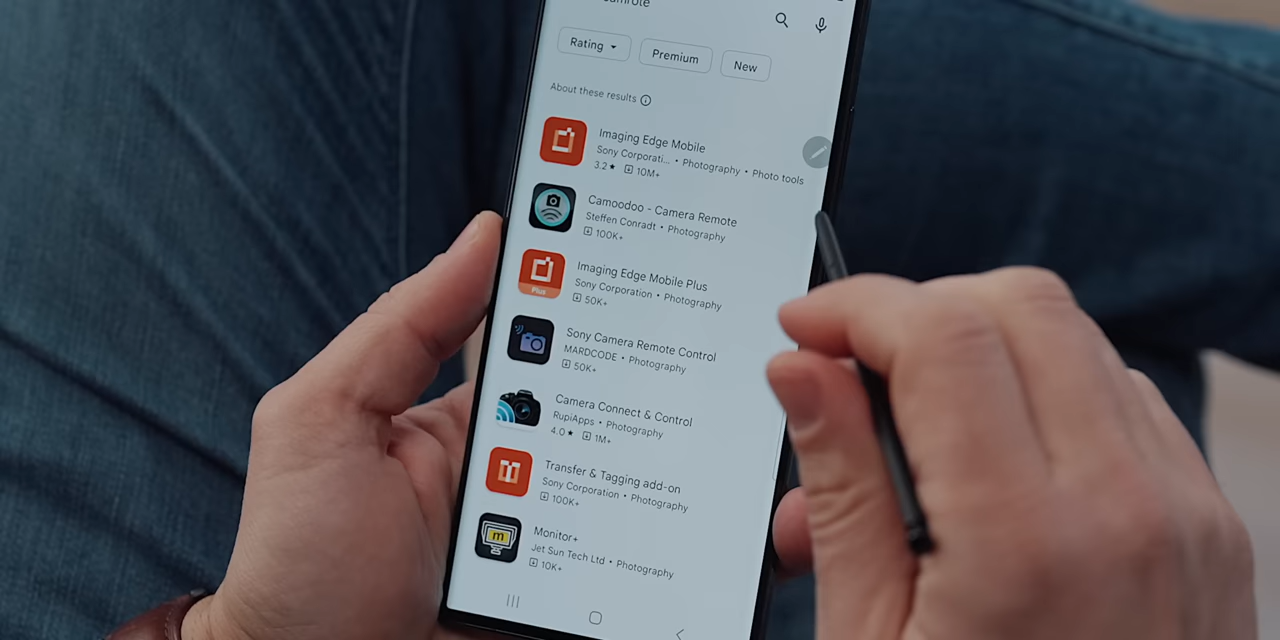 Rating
Premium
New
About these results
Imaging Edge Mobile
Sony Corporati... • Photography • Photo tools
3.2★ 10M+
Camoodoo - Camera Remote
Steffen Conradt • Photography
100K+
Imaging Edge Mobile Plus
Sony Corporation • Photography
Plus
50K+
Sony Camera Remote Control
MARDCODE • Photography
50K+
Camera Connect & Control
RupiApps • Photography
4.0★ 1M+
Transfer & Tagging add-on
Sony Corporation • Photography
100K+
Monitor+
m
Jet Sun Tech Ltd • Photography
10K+